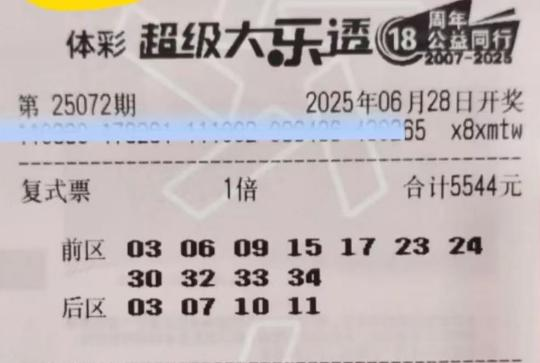 体彩 超级大乐透 18 周年公益同行 2007-2025
第 25072期 2025年06月28日开奖
65 x8xmtw
复式票 1倍 合计5544元
前区 03 06 09 15 17 23 24
30 32 33 34
后区 03 07 10 11